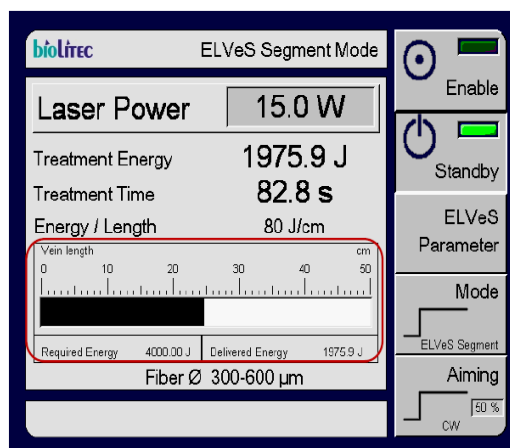 biolitec ELVeS Segment Mode
Laser Power 15.0 W
Treatment Energy 1975.9 J
Treatment Time 82.8 s
Energy / Length 80 J/cm
Vein length cm
0 10 20 30 40 50
Required Energy 4000.00 J Delivered Energy 1975.9 J
Fiber Ø 300-600 µm
Enable
Standby
ELVeS
Parameter
Mode
ELVeS Segment
Aiming
50 %
CW